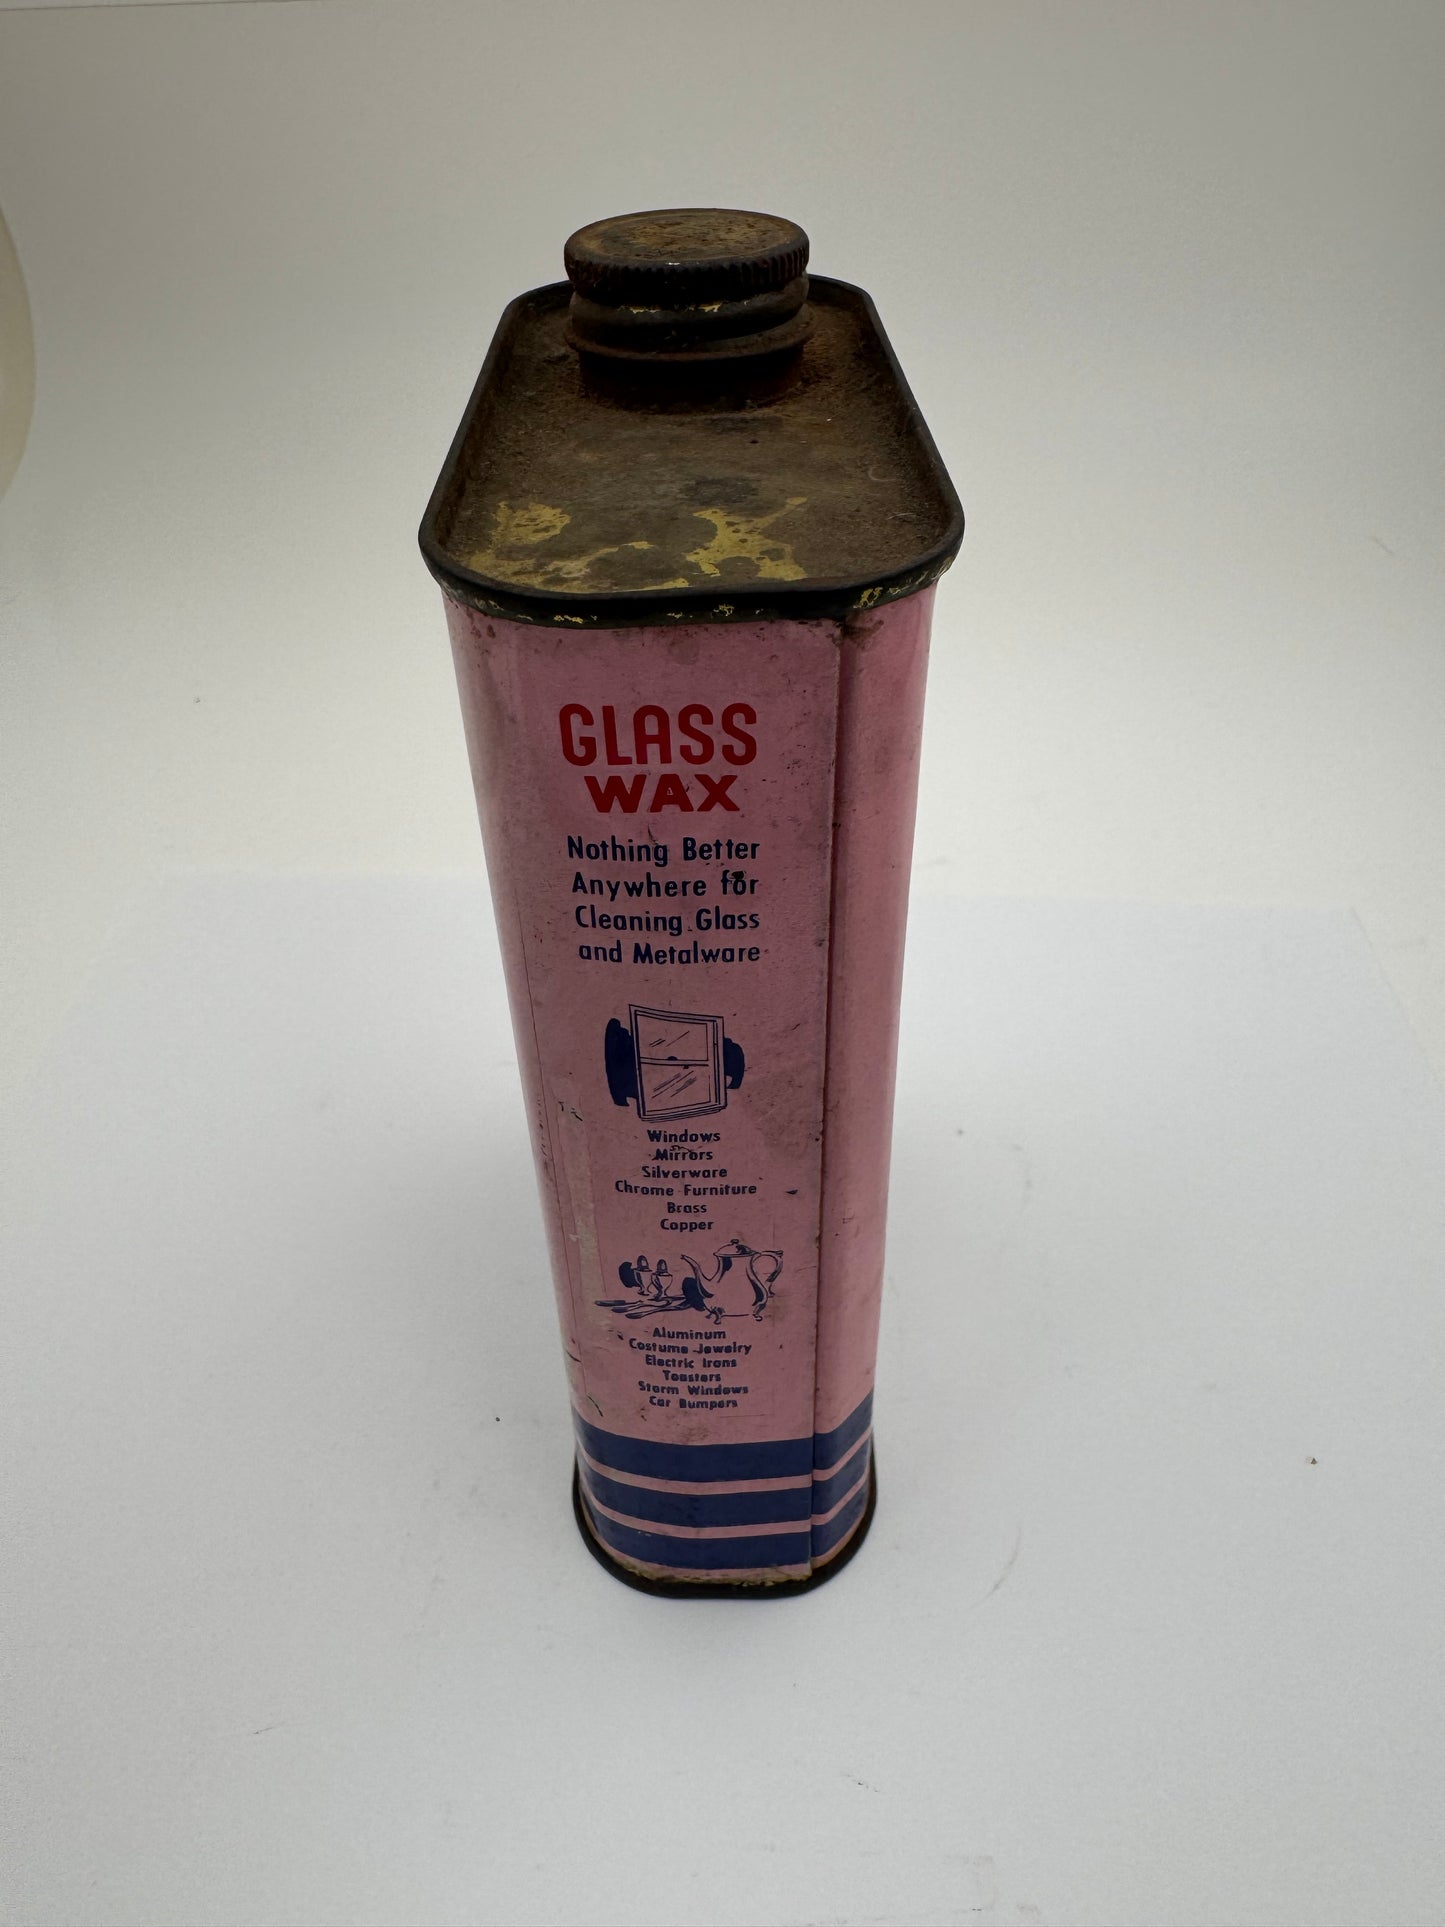 GLASS
WAX
Nothing Better
Anywhere for
Cleaning Glass
and Metalware
Windows
Mirrors
Silverware
Chrome Furniture
Brass
Copper
Aluminum
Costume Jewelry
Electric Irons
Toasters
Storm Windows
Car Bumpers